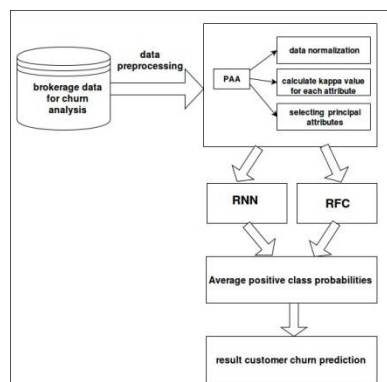 data
preprocessing
brokerage data
for churn
analysis
PAA
data normalization
calculate kappa value
for each attribute
selecting principal
attributes
RNN
RFC
Average positive class probabilities
result customer churn prediction